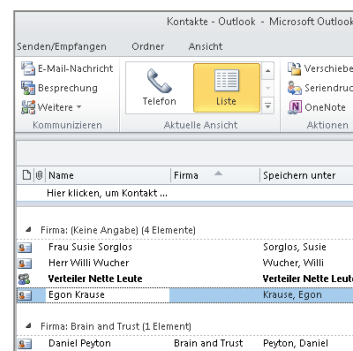 Kontakte - Outlook - Microsoft Outlook
Senden/Empfangen Ordner Ansicht
E-Mail-Nachricht
Besprechung
Weitere
Kommunizieren
Telefon
Liste
Aktuelle Ansicht
Verschiebe
Seriendruc
OneNote
Aktionen
Name Firma Speichern unter
Hier klicken, um Kontakt ...
Firma: (Keine Angabe) (4 Elemente)
Frau Susie Sorglos Sorglos, Susie
Herr Willi Wucher Wucher, Willi
Verteiler Nette Leute Verteiler Nette Leut
Egon Krause Krause, Egon
Firma: Brain and Trust (1 Element)
Daniel Peyton Brain and Trust Peyton, Daniel